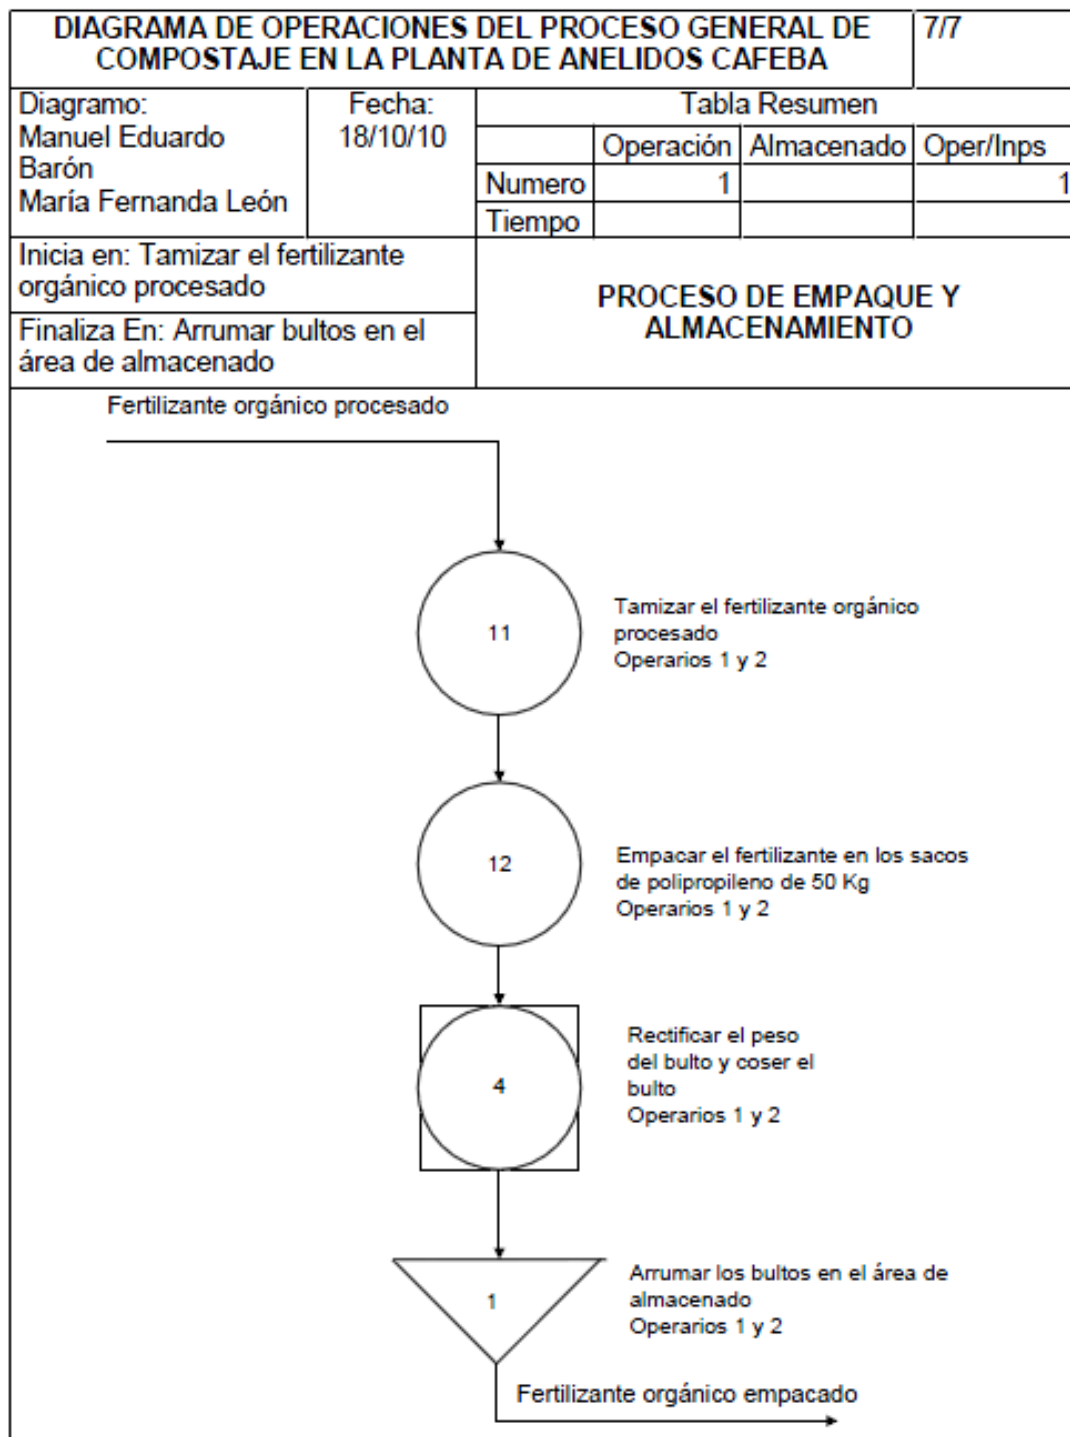 DIAGRAMA DE OPERACIONES DEL PROCESO GENERAL DE
COMPOSTAJE EN LA PLANTA DE ANELIDOS CAFEBA
7/7
Diagramo:
Manuel Eduardo
Barón
María Fernanda León
Fecha:
18/10/10
Tabla Resumen
Operación Almacenado Oper/Inps
Numero 1 1
Tiempo
Inicia en: Tamizar el fertilizante
orgánico procesado
Finaliza En: Arrumar bultos en el
área de almacenado
PROCESO DE EMPAQUE Y
ALMACENAMIENTO
Fertilizante orgánico procesado
11
Tamizar el fertilizante orgánico
procesado
Operarios 1 y 2
12
Empacar el fertilizante en los sacos
de polipropileno de 50 Kg
Operarios 1 y 2
4
Rectificar el peso
del bulto y coser el
bulto
Operarios 1 y 2
1
Arrumar los bultos en el área de
almacenado
Operarios 1 y 2
Fertilizante orgánico empacado